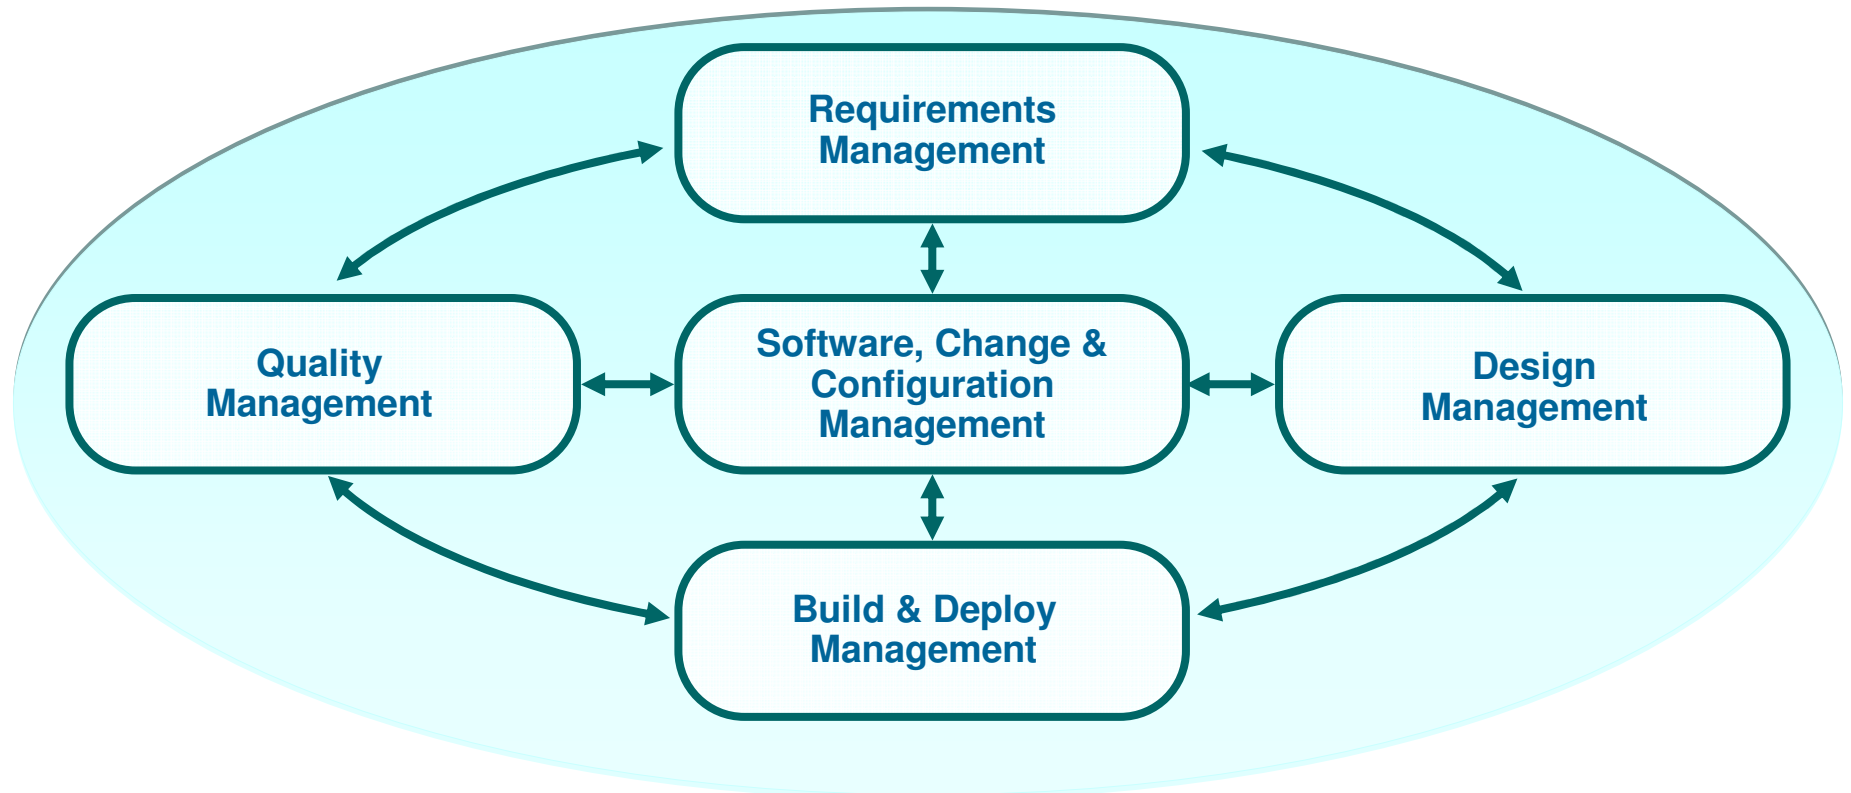 Requirements
Management
Quality
Management
Software, Change &
Configuration
Management
Design
Management
Build & Deploy
Management